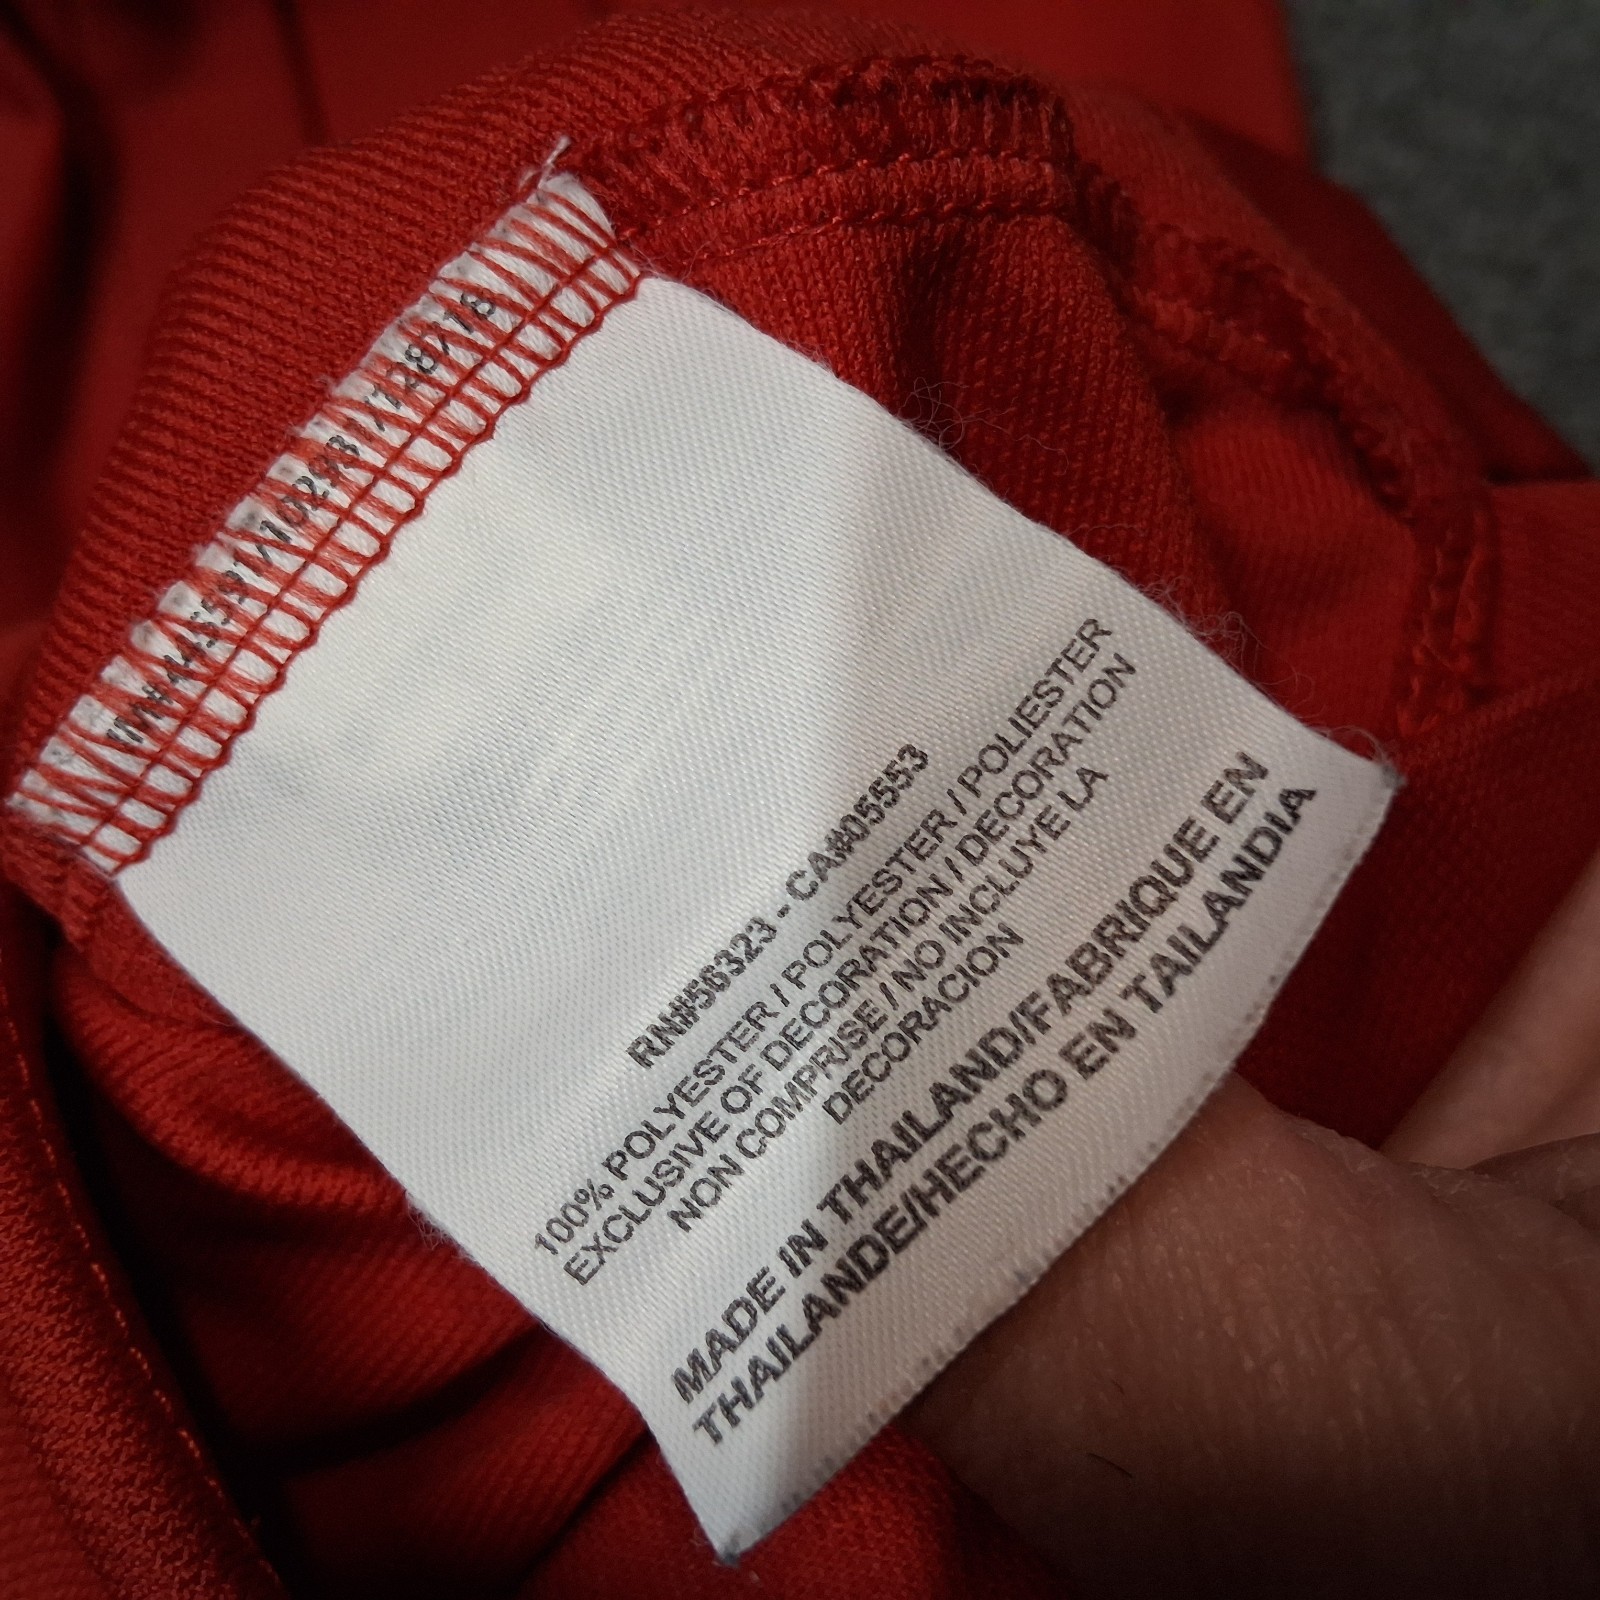 RN#56323 - CA#05553
100% POLYESTER / POLYESTER / POLIESTER
EXCLUSIVE OF DECORATION / DECORATION
NON COMPRISE / NO INCLUYE LA
DECORACION
MADE IN THAILAND/FABRIQUE EN
THAILANDE/HECHO EN TAILANDIA